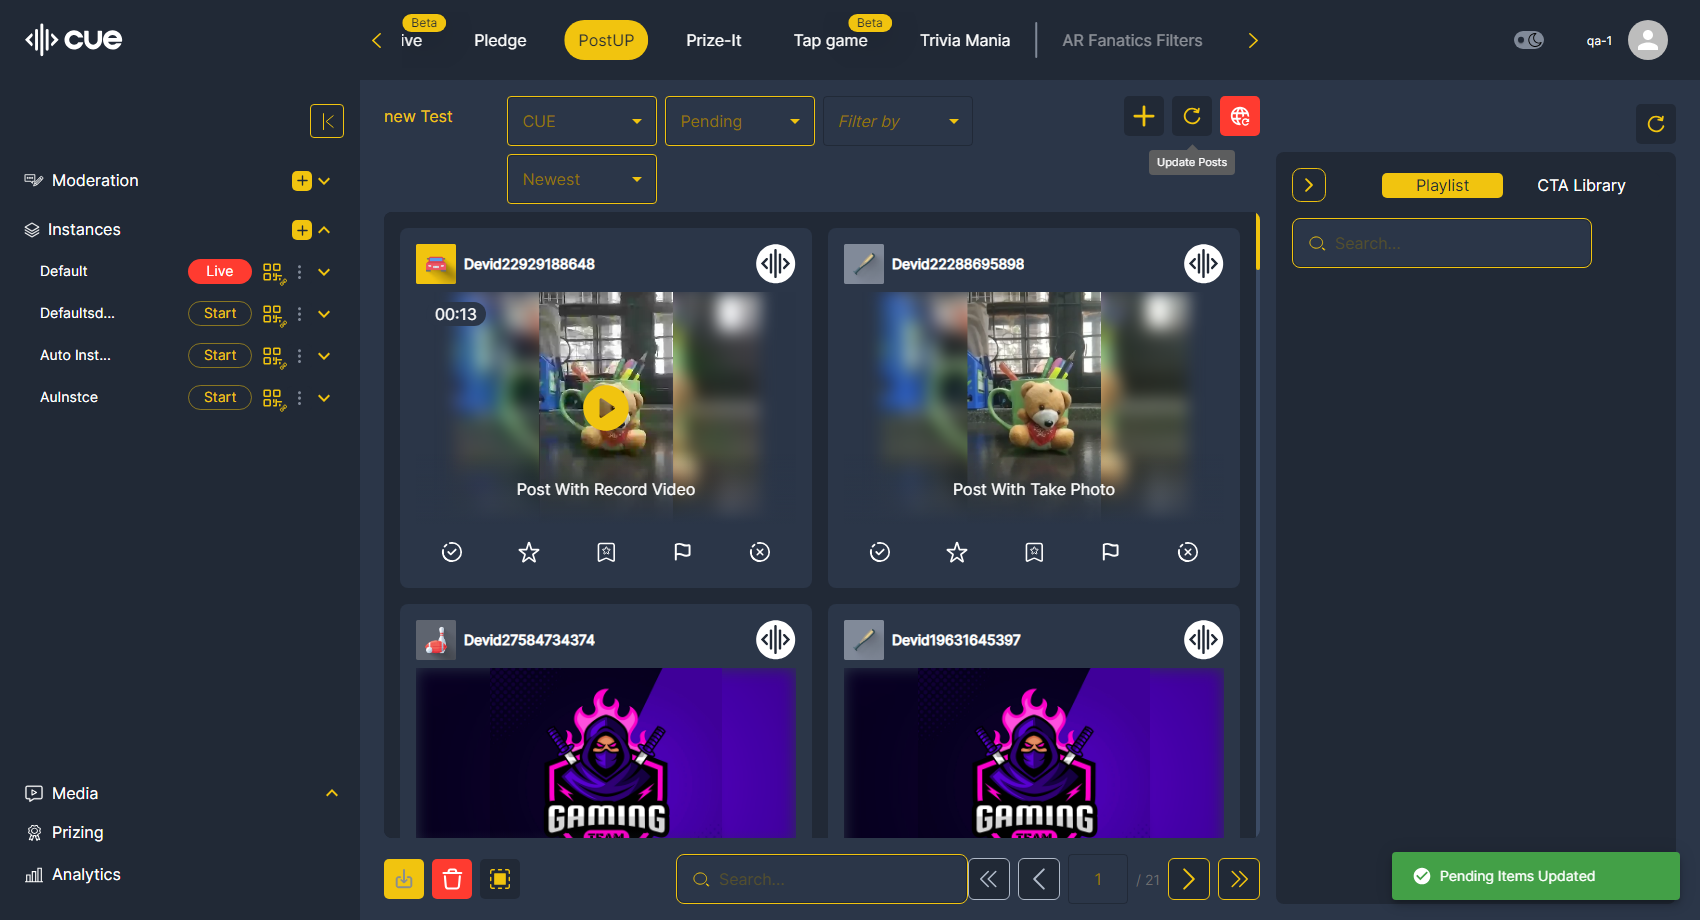 cue
Beta
ive
Pledge
PostUP
Prize-It
Beta
Tap game
Trivia Mania
AR Fanatics Filters
qa-1
new Test
CUE
Pending
Filter by
Newest
Update Posts
Moderation
Instances
Default
Live
Defaultsd...
Start
Auto Inst...
Start
AuInstce
Start
Media
Prizing
Analytics
Devid22929188648
00:13
Post With Record Video
Devid22288695898
Post With Take Photo
Devid27584734374
GAMING
TEAM
Devid19631645397
GAMING
TEAM
Playlist
CTA Library
Search...
Search...
1
/ 21
Pending Items Updated